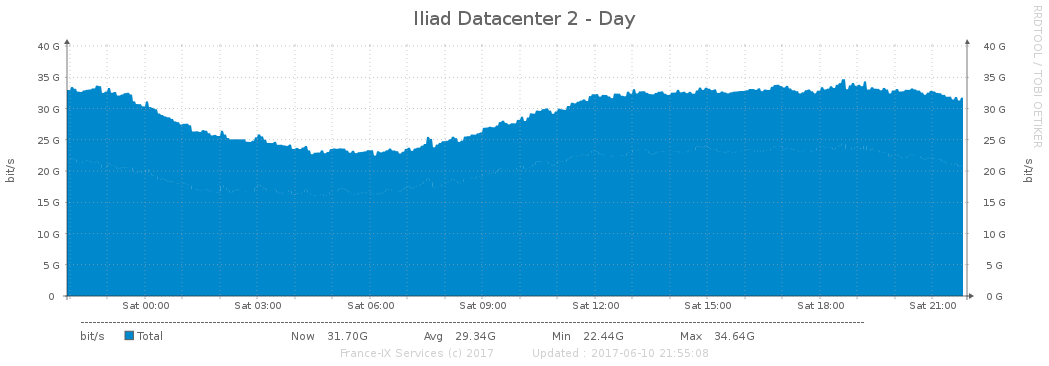 Iliad Datacenter 2 - Day
RRDTOOL / TOBI OETIKER
bit/s
40 G 40 G
35 G 35 G
30 G 30 G
25 G 25 G
20 G 20 G
15 G 15 G
10 G 10 G
5 G 5 G
0 0 G
bit/s
Sat 00:00 Sat 03:00 Sat 06:00 Sat 09:00 Sat 12:00 Sat 15:00 Sat 18:00 Sat 21:00
bit/s Total Now 31.70G Avg 29.34G Min 22.44G Max 34.64G
France-IX Services (c) 2017 Updated : 2017-06-10 21:55:08